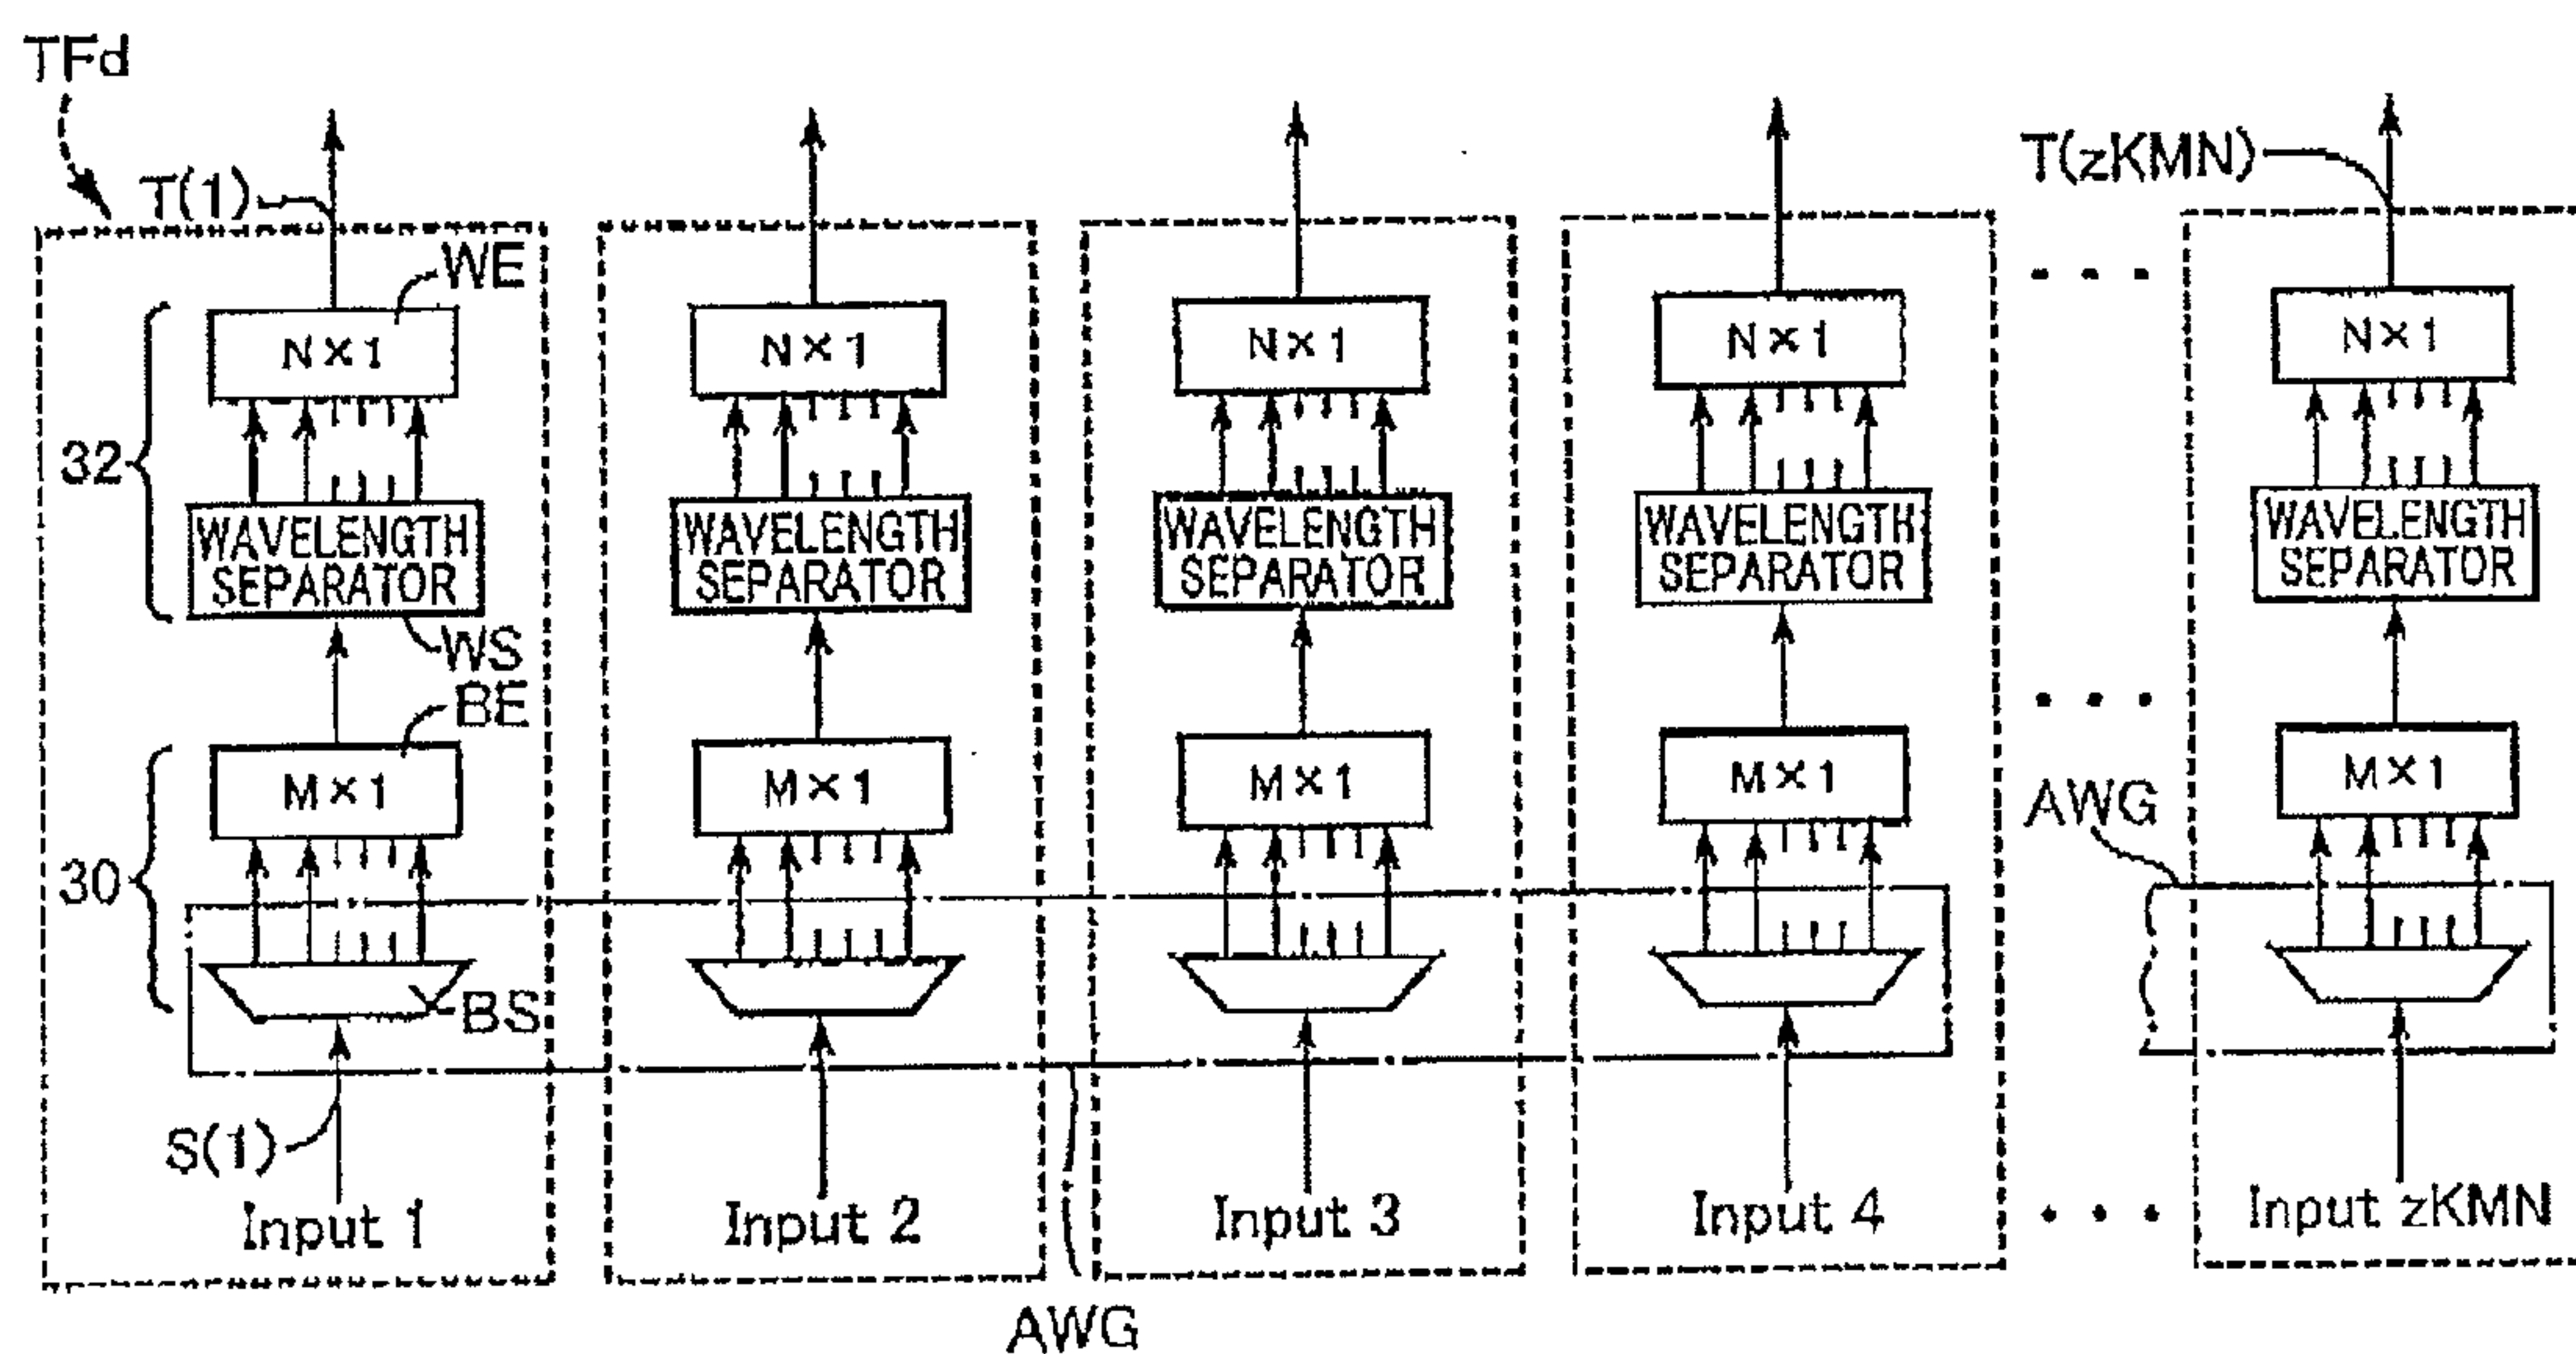 TFd
T(1)
T(zKMN)
WE
N×1
N×1
N×1
N×1
N×1
32
WAVELENGTH
SEPARATOR
WAVELENGTH
SEPARATOR
WAVELENGTH
SEPARATOR
WAVELENGTH
SEPARATOR
WAVELENGTH
SEPARATOR
WS
BE
M×1
M×1
M×1
M×1
M×1
AWG
30
BS
S(1)
Input 1
Input 2
Input 3
Input 4
Input zKMN
AWG